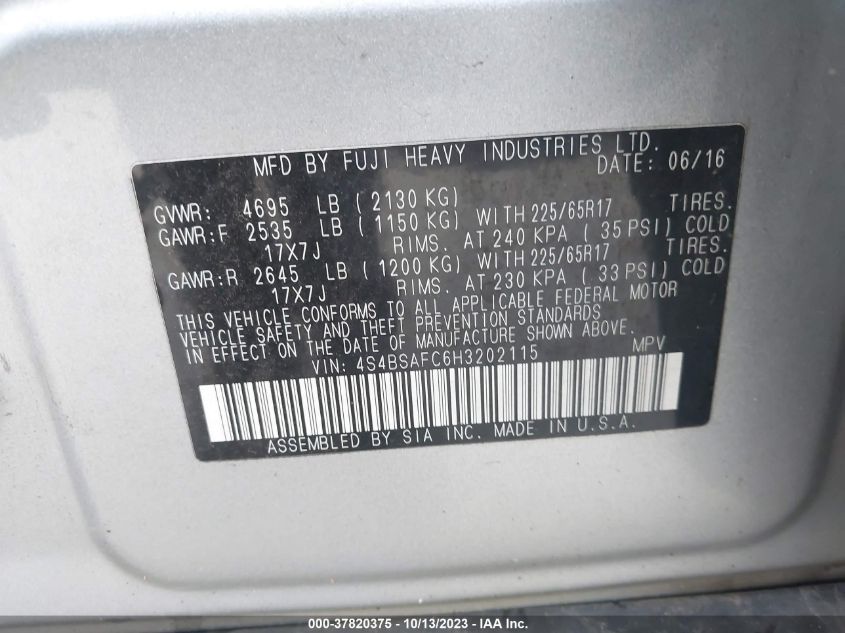 MFD BY FUJI HEAVY INDUSTRIES LTD.
DATE: 06/16
GVWR: 4695 LB ( 2130 KG)
GAWR:F 2535 LB ( 1150 KG) WITH 225/65R17 TIRES.
17X7J RIMS. AT 240 KPA ( 35 PSI) COLD
GAWR:R 2645 LB ( 1200 KG) WITH 225/65R17 TIRES.
17X7J RIMS. AT 230 KPA ( 33 PSI) COLD
THIS VEHICLE CONFORMS TO ALL APPLICABLE FEDERAL MOTOR
VEHICLE SAFETY AND THEFT PREVENTION STANDARDS
IN EFFECT ON THE DATE OF MANUFACTURE SHOWN ABOVE.
VIN: 4S4BSAFC6H3202115 MPV
ASSEMBLED BY SIA INC. MADE IN U.S.A.
000-37820375 - 10/13/2023 - IAA Inc.